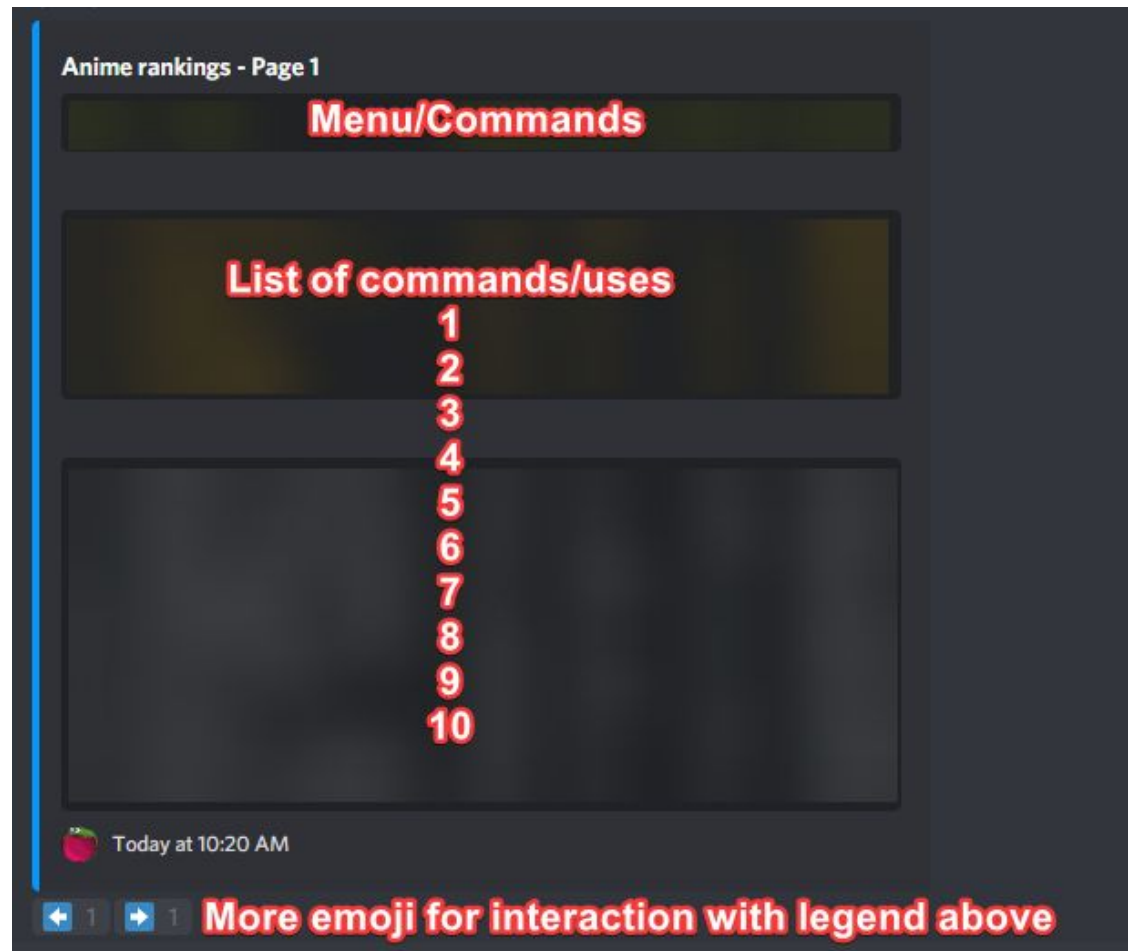 Anime rankings - Page 1
Menu/Commands
List of commands/uses
1
2
3
4
5
6
7
8
9
10
Today at 10:20 AM
1 1 More emoji for interaction with legend above